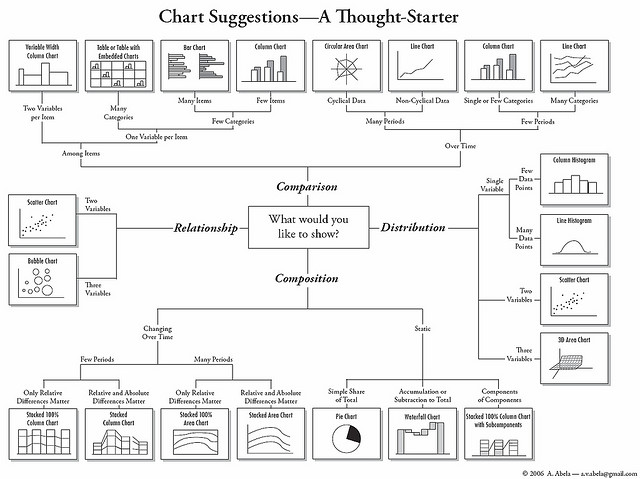 Chart Suggestions—A Thought-Starter
Variable Width
Column Chart
Table or Table with
Embedded Charts
Bar Chart
Column Chart
Circular Area Chart
Line Chart
Column Chart
Line Chart
Two Variables
per Item
Many
Categories
Many Items
Few Items
Cyclical Data
Non-Cyclical Data
Single or Few Categories
Many Categories
Few Categories
Many Periods
Few Periods
One Variable per Item
Among Items
Over Time
Comparison
What would you
like to show?
Relationship
Distribution
Composition
Scatter Chart
Two
Variables
Bubble Chart
Three
Variables
Single
Variable
Few
Data
Points
Column Histogram
Many
Data
Points
Line Histogram
Two
Variables
Scatter Chart
Three
Variables
3D Area Chart
Changing
Over Time
Static
Few Periods
Many Periods
Only Relative
Differences Matter
Relative and Absolute
Differences Matter
Only Relative
Differences Matter
Relative and Absolute
Differences Matter
Simple Share
of Total
Accumulation or
Subtraction to Total
Components
of Components
Stacked 100%
Column Chart
Stacked
Column Chart
Stacked 100%
Area Chart
Stacked Area Chart
Pie Chart
Waterfall Chart
Stacked 100% Column Chart
with Subcomponents
© 2006 A. Abela — a.v.abela@gmail.com